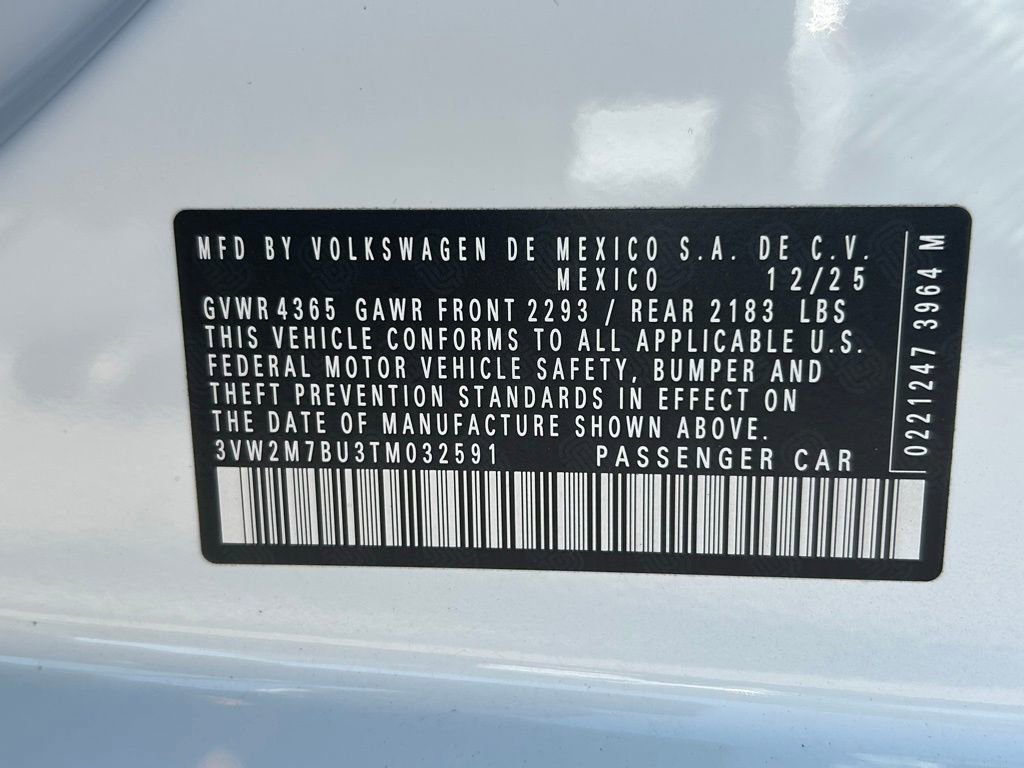 MFD BY VOLKSWAGEN DE MEXICO S.A. DE C.V.
MEXICO 12/25
GVWR 4365 GAWR FRONT 2293 / REAR 2183 LBS
THIS VEHICLE CONFORMS TO ALL APPLICABLE U.S.
FEDERAL MOTOR VEHICLE SAFETY, BUMPER AND
THEFT PREVENTION STANDARDS IN EFFECT ON
THE DATE OF MANUFACTURE SHOWN ABOVE.
3VW2M7BU3TM032591 PASSENGER CAR
0221247 3964 M